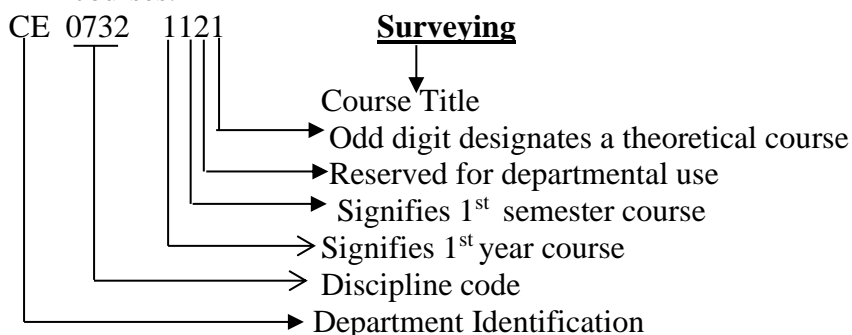 CE 0732 1121 Surveying
Course Title
Odd digit designates a theoretical course
Reserved for departmental use
Signifies 1st semester course
Signifies 1st year course
Discipline code
Department Identification